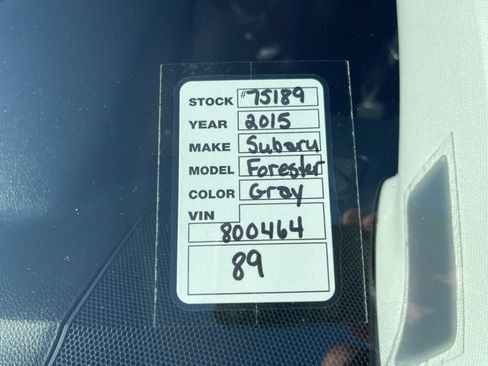 STOCK #75189
YEAR 2015
MAKE Subaru
MODEL Forester
COLOR Gray
VIN
800464
89